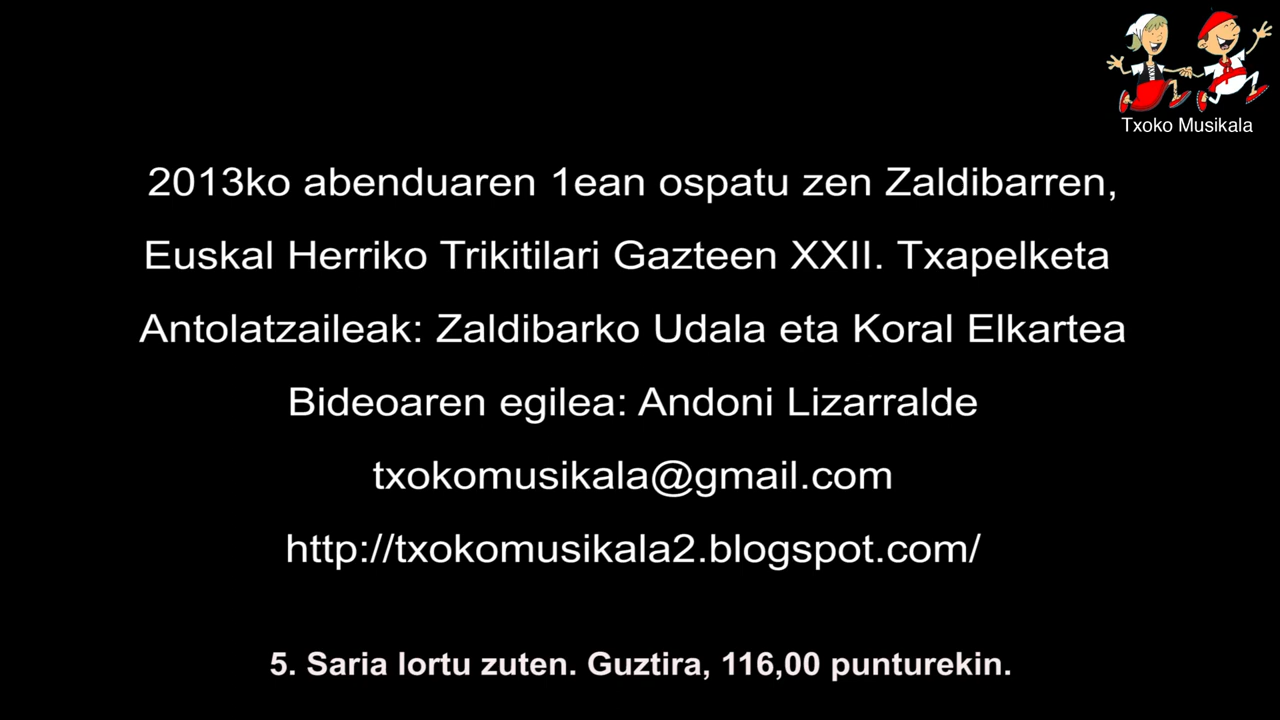 Txoko Musikala
2013ko abenduaren 1ean ospatu zen Zaldibarren,
Euskal Herriko Trikitilari Gazteen XXII. Txapelketa
Antolatzaileak: Zaldibarko Udala eta Koral Elkartea
Bideoaren egilea: Andoni Lizarralde
txokomusikala@gmail.com
http://txokomusikala2.blogspot.com/
5. Saria lortu zuten. Guztira, 116,00 punturekin.